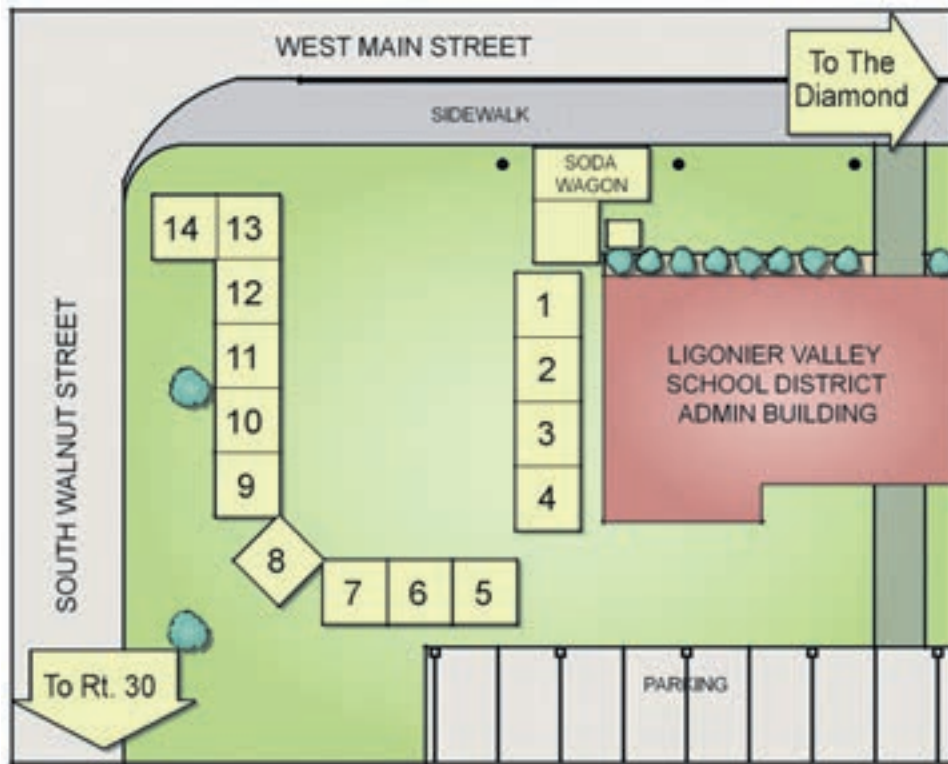 WEST MAIN STREET
To The
Diamond
SIDEWALK
SODA
WAGON
14 13
12
11
10
9
8
7 6 5
1
2
3
4
LIGONIER VALLEY
SCHOOL DISTRICT
ADMIN BUILDING
SOUTH WALNUT STREET
To Rt. 30
PARKING